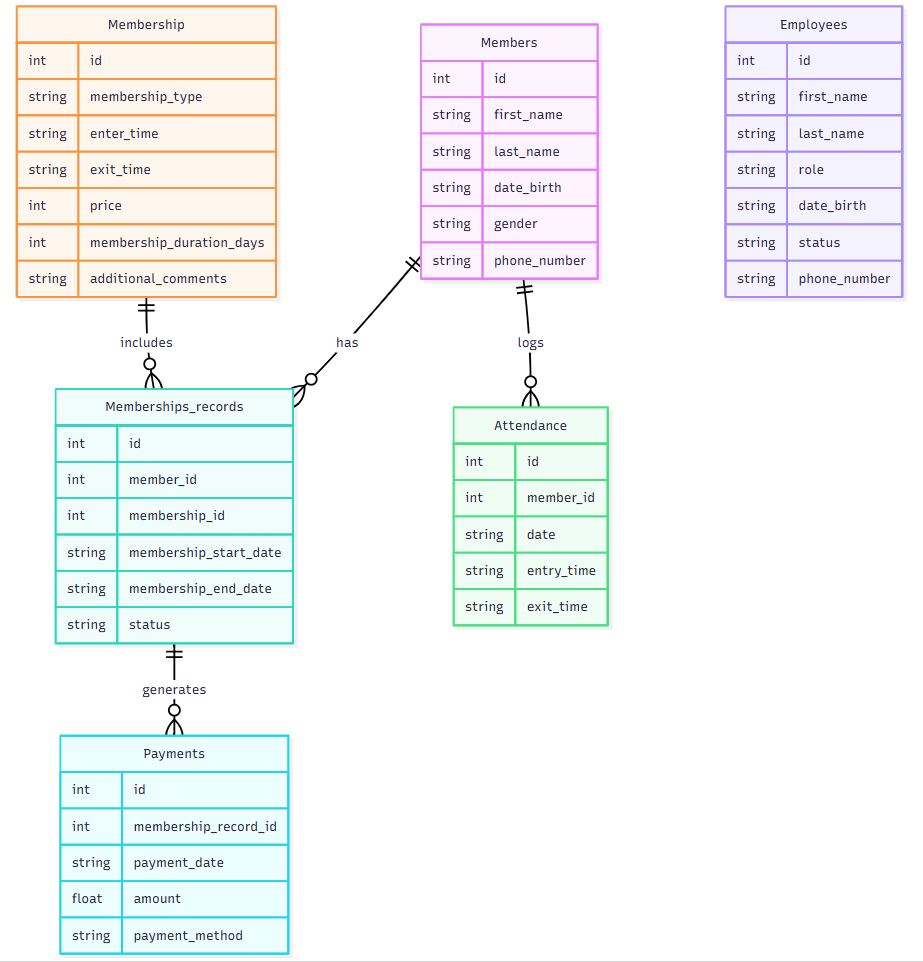 Membership
int id
string membership_type
string enter_time
string exit_time
int price
int membership_duration_days
string additional_comments
Members
int id
string first_name
string last_name
string date_birth
string gender
string phone_number
Employees
int id
string first_name
string last_name
string role
string date_birth
string status
string phone_number
includes
has
logs
Memberships_records
int id
int member_id
int membership_id
string membership_start_date
string membership_end_date
string status
Attendance
int id
int member_id
string date
string entry_time
string exit_time
generates
Payments
int id
int membership_record_id
string payment_date
float amount
string payment_method